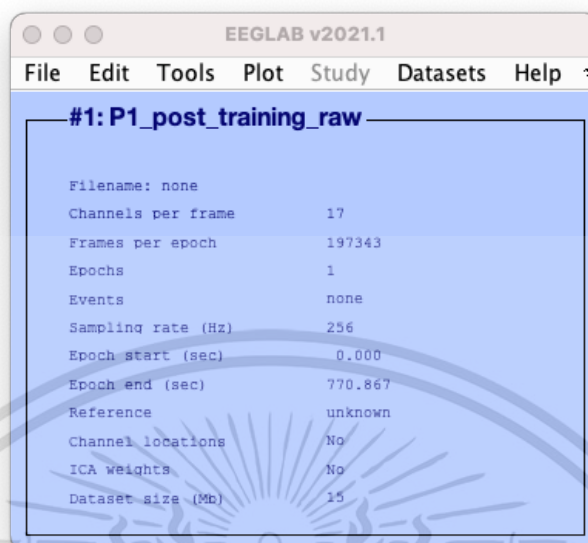 EEGLAB v2021.1
File Edit Tools Plot Study Datasets Help
#1: P1_post_training_raw
Filename: none
Channels per frame 17
Frames per epoch 197343
Epochs 1
Events none
Sampling rate (Hz) 256
Epoch start (sec) 0.000
Epoch end (sec) 770.867
Reference unknown
Channel locations No
ICA weights No
Dataset size (Mb) 15